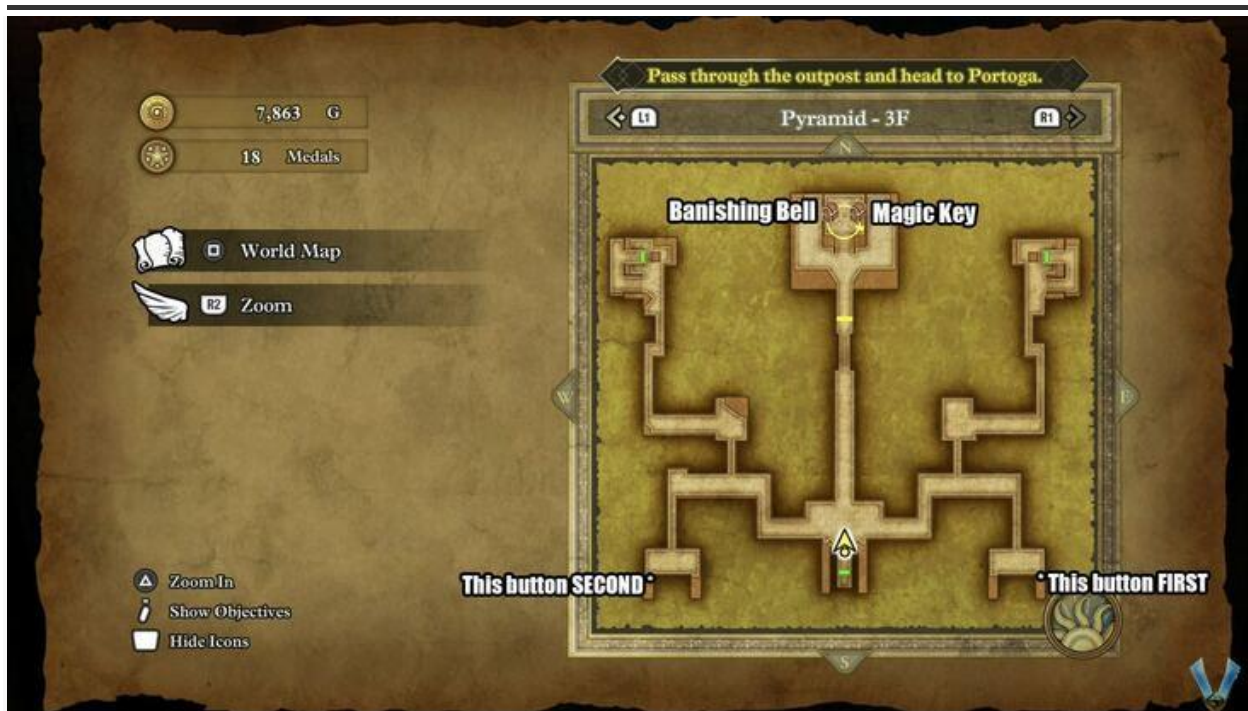 Pass through the outpost and head to Portoga.
7,863 G
L1 Pyramid - 3F R1
18 Medals
N
Banishing Bell
Magic Key
World Map
R2 Zoom
W
E
This button SECOND
This button FIRST
Zoom In
Show Objectives
Hide Icons
S